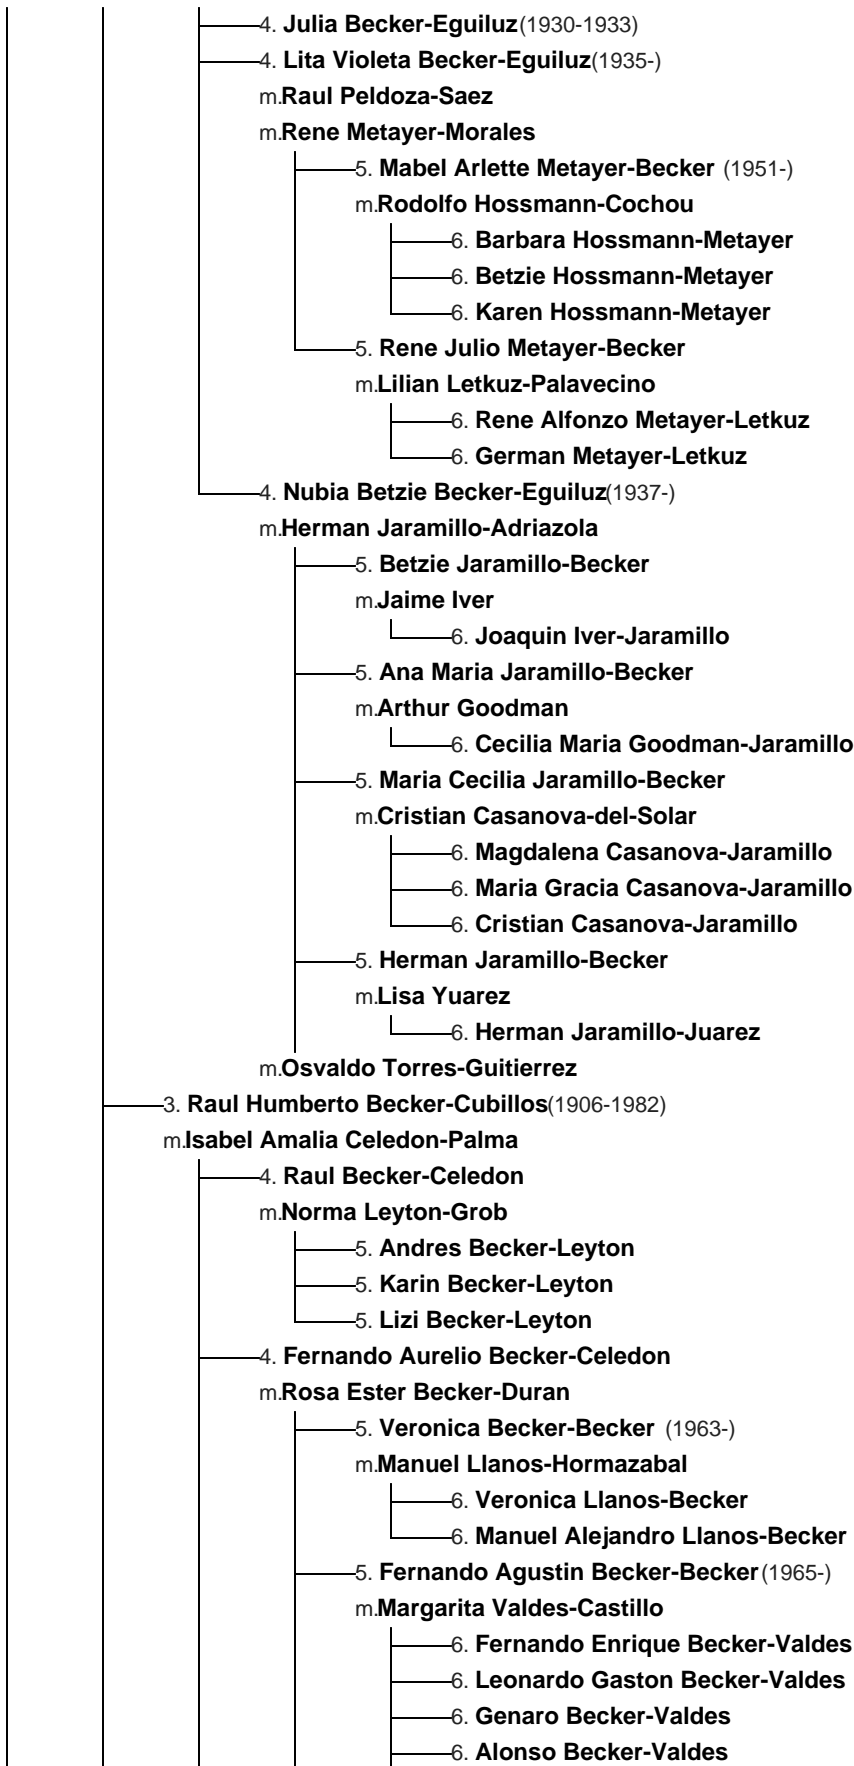 4. Julia Becker-Eguiluz(1930-1933)
4. Lita Violeta Becker-Eguiluz(1935-)
m.Raul Peldoza-Saez
m.Rene Metayer-Morales
5. Mabel Arlette Metayer-Becker (1951-)
m.Rodolfo Hossmann-Cochou
6. Barbara Hossmann-Metayer
6. Betzie Hossmann-Metayer
6. Karen Hossmann-Metayer
5. Rene Julio Metayer-Becker
m.Lilian Letkuz-Palavecino
6. Rene Alfonzo Metayer-Letkuz
6. German Metayer-Letkuz
4. Nubia Betzie Becker-Eguiluz(1937-)
m.Herman Jaramillo-Adriazola
5. Betzie Jaramillo-Becker
m.Jaime Iver
6. Joaquin Iver-Jaramillo
5. Ana Maria Jaramillo-Becker
m.Arthur Goodman
6. Cecilia Maria Goodman-Jaramillo
5. Maria Cecilia Jaramillo-Becker
m.Cristian Casanova-del-Solar
6. Magdalena Casanova-Jaramillo
6. Maria Gracia Casanova-Jaramillo
6. Cristian Casanova-Jaramillo
5. Herman Jaramillo-Becker
m.Lisa Yuarez
6. Herman Jaramillo-Juarez
m.Osvaldo Torres-Guitierrez
3. Raul Humberto Becker-Cubillos(1906-1982)
m.Isabel Amalia Celedon-Palma
4. Raul Becker-Celedon
m.Norma Leyton-Grob
5. Andres Becker-Leyton
5. Karin Becker-Leyton
5. Lizi Becker-Leyton
4. Fernando Aurelio Becker-Celedon
m.Rosa Ester Becker-Duran
5. Veronica Becker-Becker (1963-)
m.Manuel Llanos-Hormazabal
6. Veronica Llanos-Becker
6. Manuel Alejandro Llanos-Becker
5. Fernando Agustin Becker-Becker(1965-)
m.Margarita Valdes-Castillo
6. Fernando Enrique Becker-Valdes
6. Leonardo Gaston Becker-Valdes
6. Genaro Becker-Valdes
6. Alonso Becker-Valdes